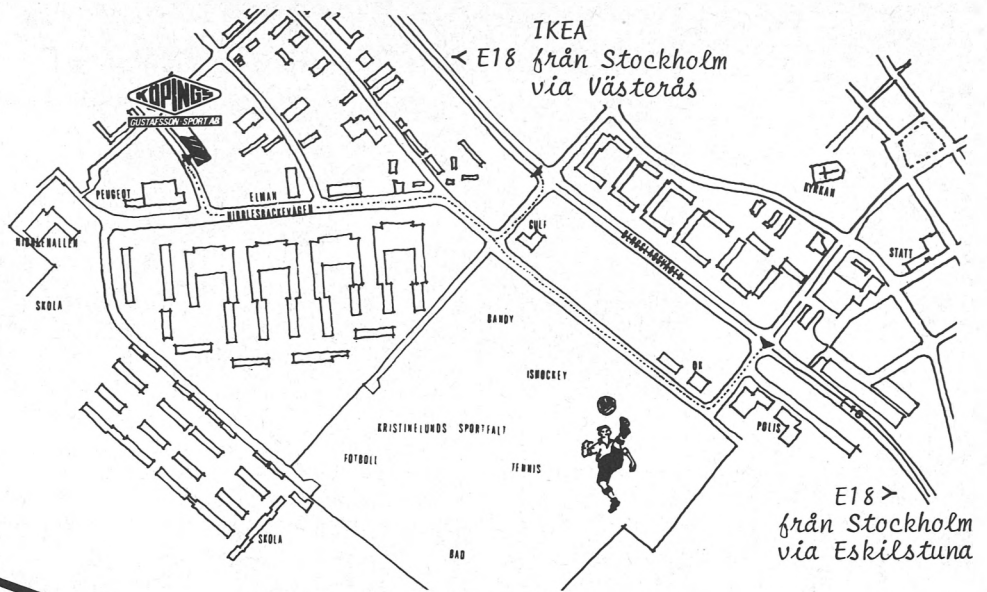 IKEA
< E18 från Stockholm
via Västerås
KÖPINGS
GUSTAFSSON SPORT AB
KYRKAN
PEUGEOT
ELMAN
NIBBLESBACKEVÄGEN
GULF
STATT
NIBBLEHALLEN
SKOLA
BANDY
ISHOCKEY
OK
E18
POLIS
KRISTINELUNDS SPORTFÄLT
FOTBOLL
TENNIS
E18 >
från Stockholm
via Eskilstuna
SKOLA
BAD